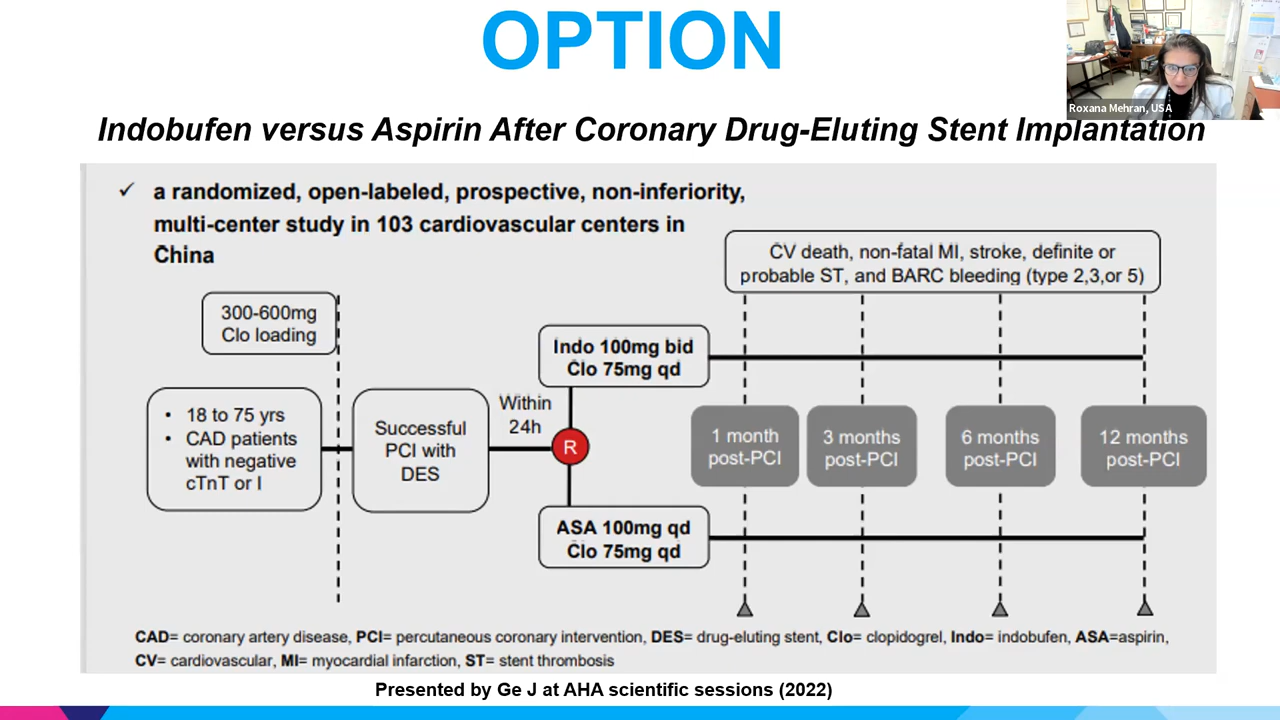 OPTION
Roxana Mehran, USA
Indobufen versus Aspirin After Coronary Drug-Eluting Stent Implantation
✓ a randomized, open-labeled, prospective, non-inferiority,
multi-center study in 103 cardiovascular centers in
China
CV death, non-fatal MI, stroke, definite or
probable ST, and BARC bleeding (type 2,3,or 5)
300-600mg
Clo loading
Indo 100mg bid
Clo 75mg qd
• 18 to 75 yrs
• CAD patients
with negative
cTnT or I
Successful
PCI with
DES
Within
24h
R
1 month
post-PCI
3 months
post-PCI
6 months
post-PCI
12 months
post-PCI
ASA 100mg qd
Clo 75mg qd
CAD= coronary artery disease, PCI= percutaneous coronary intervention, DES= drug-eluting stent, Clo= clopidogrel, Indo= indobufen, ASA=aspirin,
CV= cardiovascular, MI= myocardial infarction, ST= stent thrombosis
Presented by Ge J at AHA scientific sessions (2022)